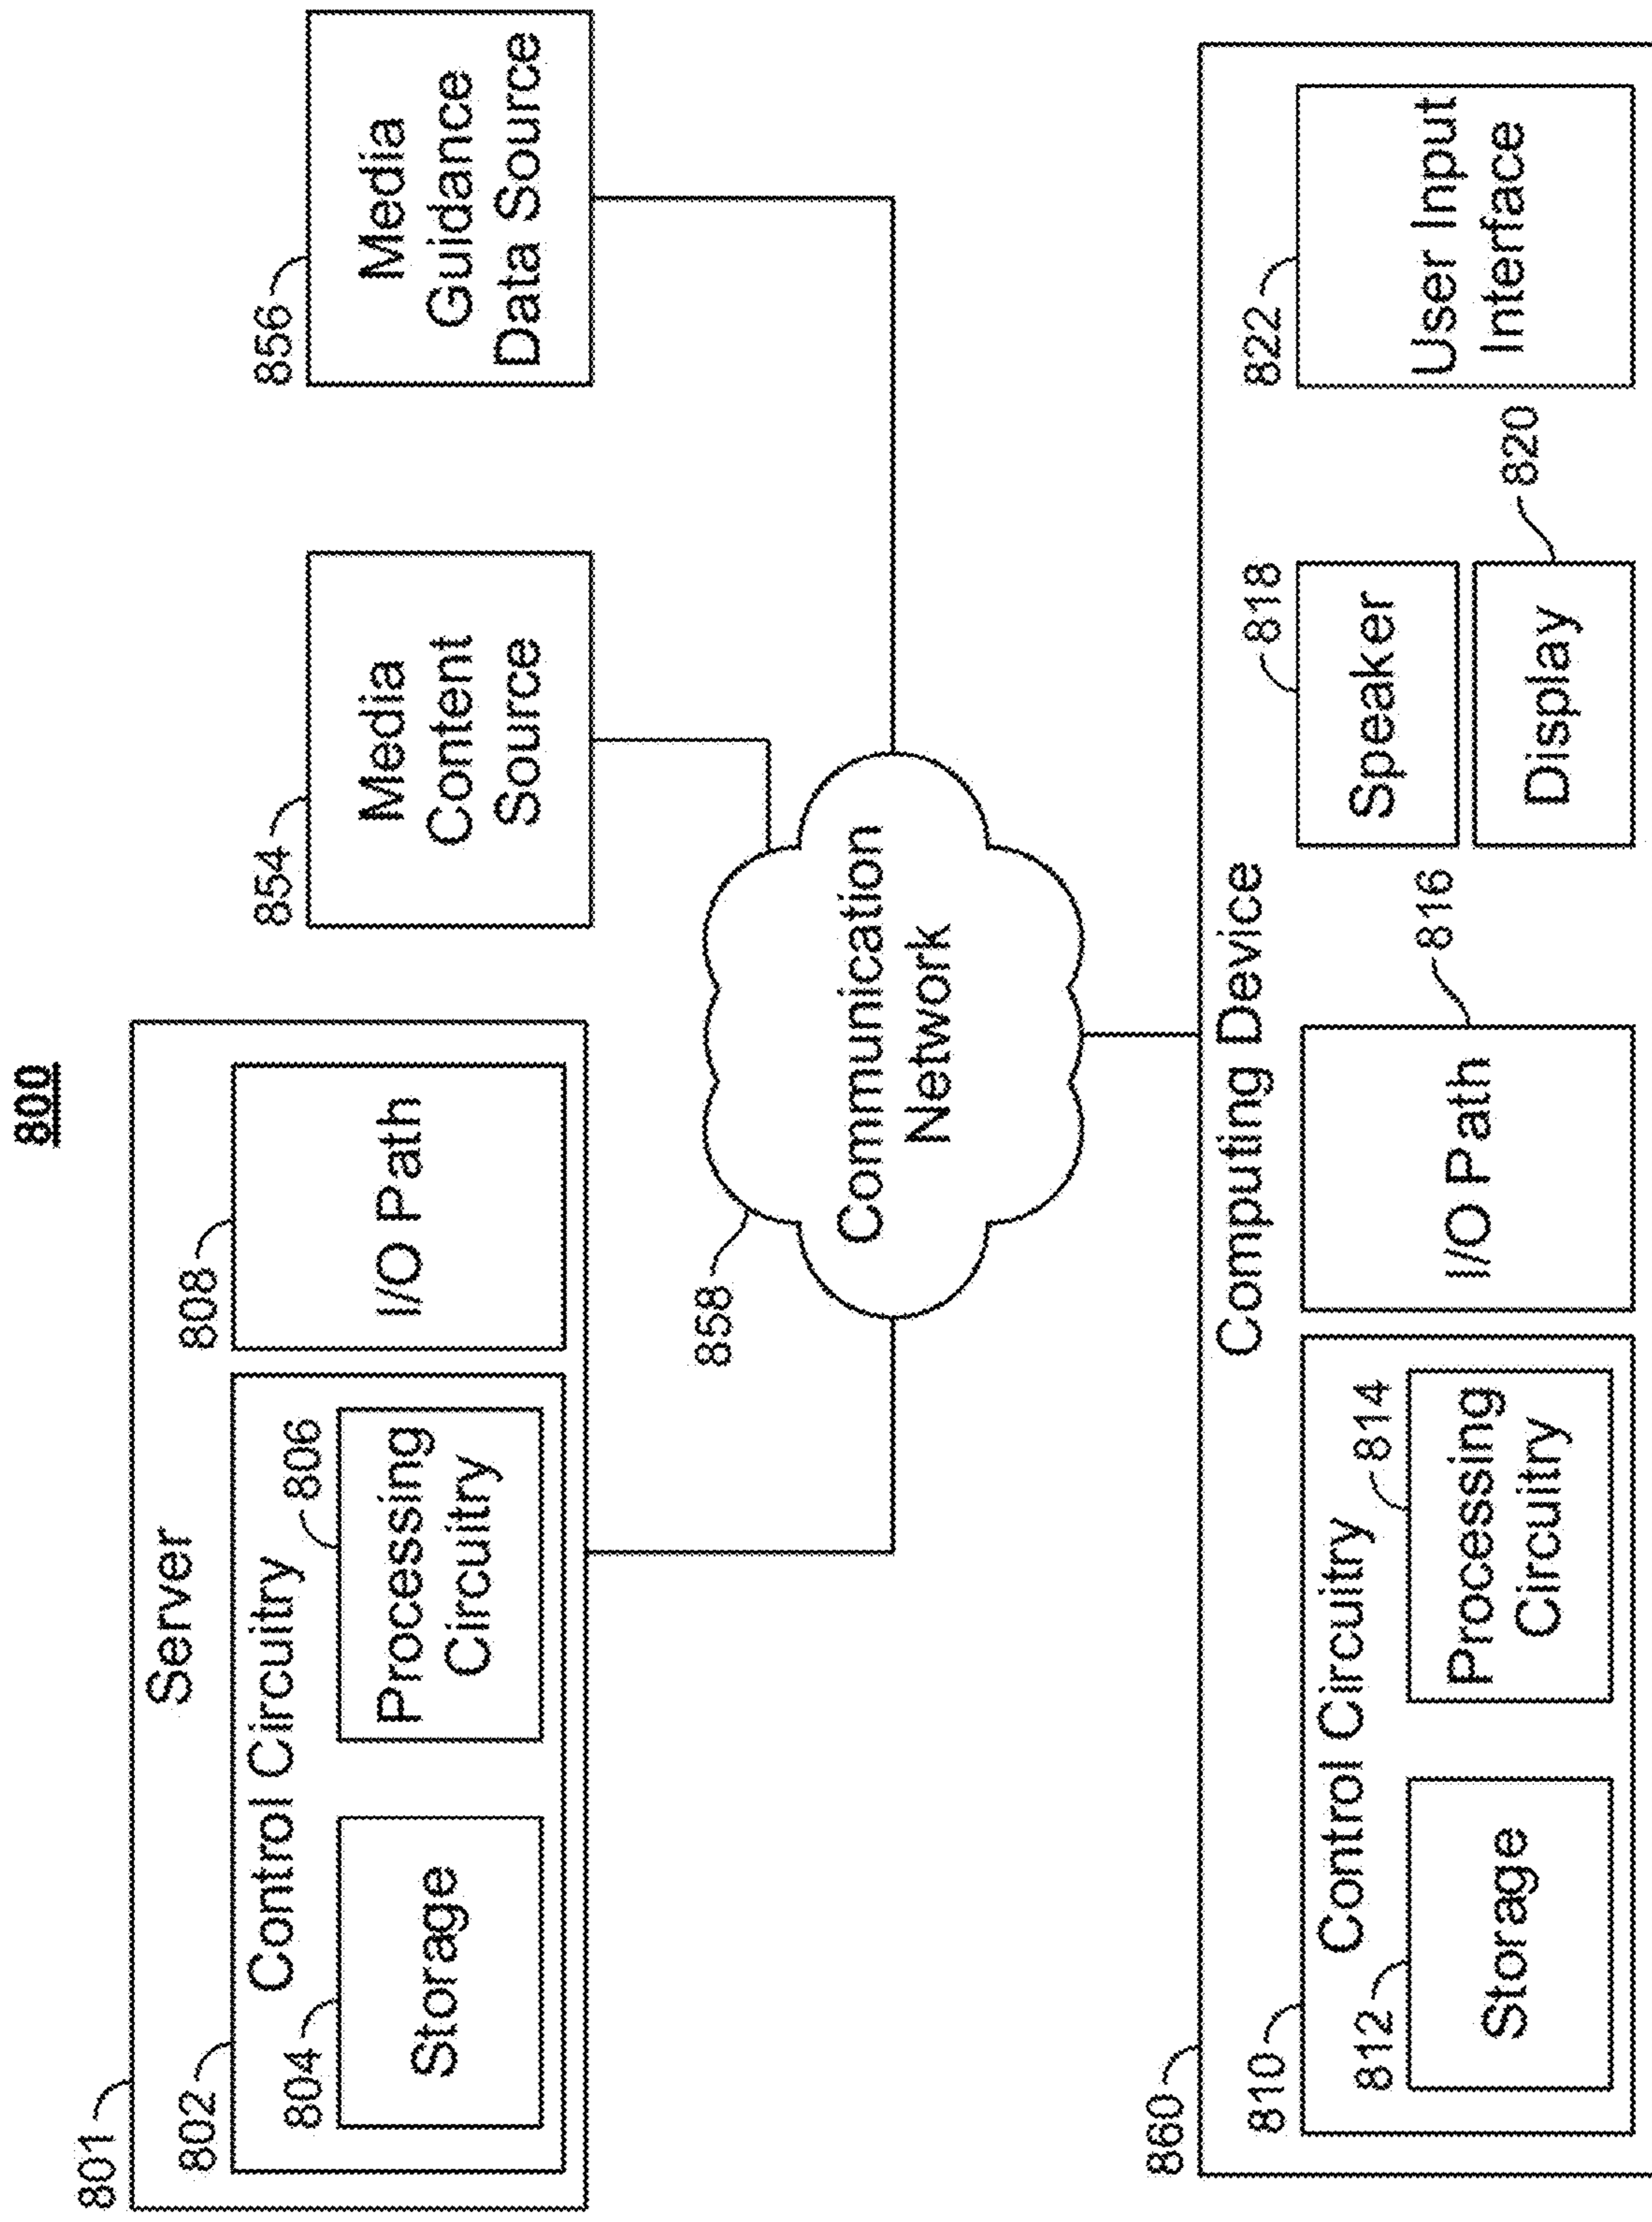 800
801
Server
802
Control Circuitry
804
Storage
806
Processing
Circuitry
808
I/O Path
854
Media
Content
Source
856
Media
Guidance
Data Source
858
Communication
Network
860
Computing Device
810
Control Circuitry
812
Storage
814
Processing
Circuitry
I/O Path
816
818
Speaker
Display
820
822
User Input
Interface